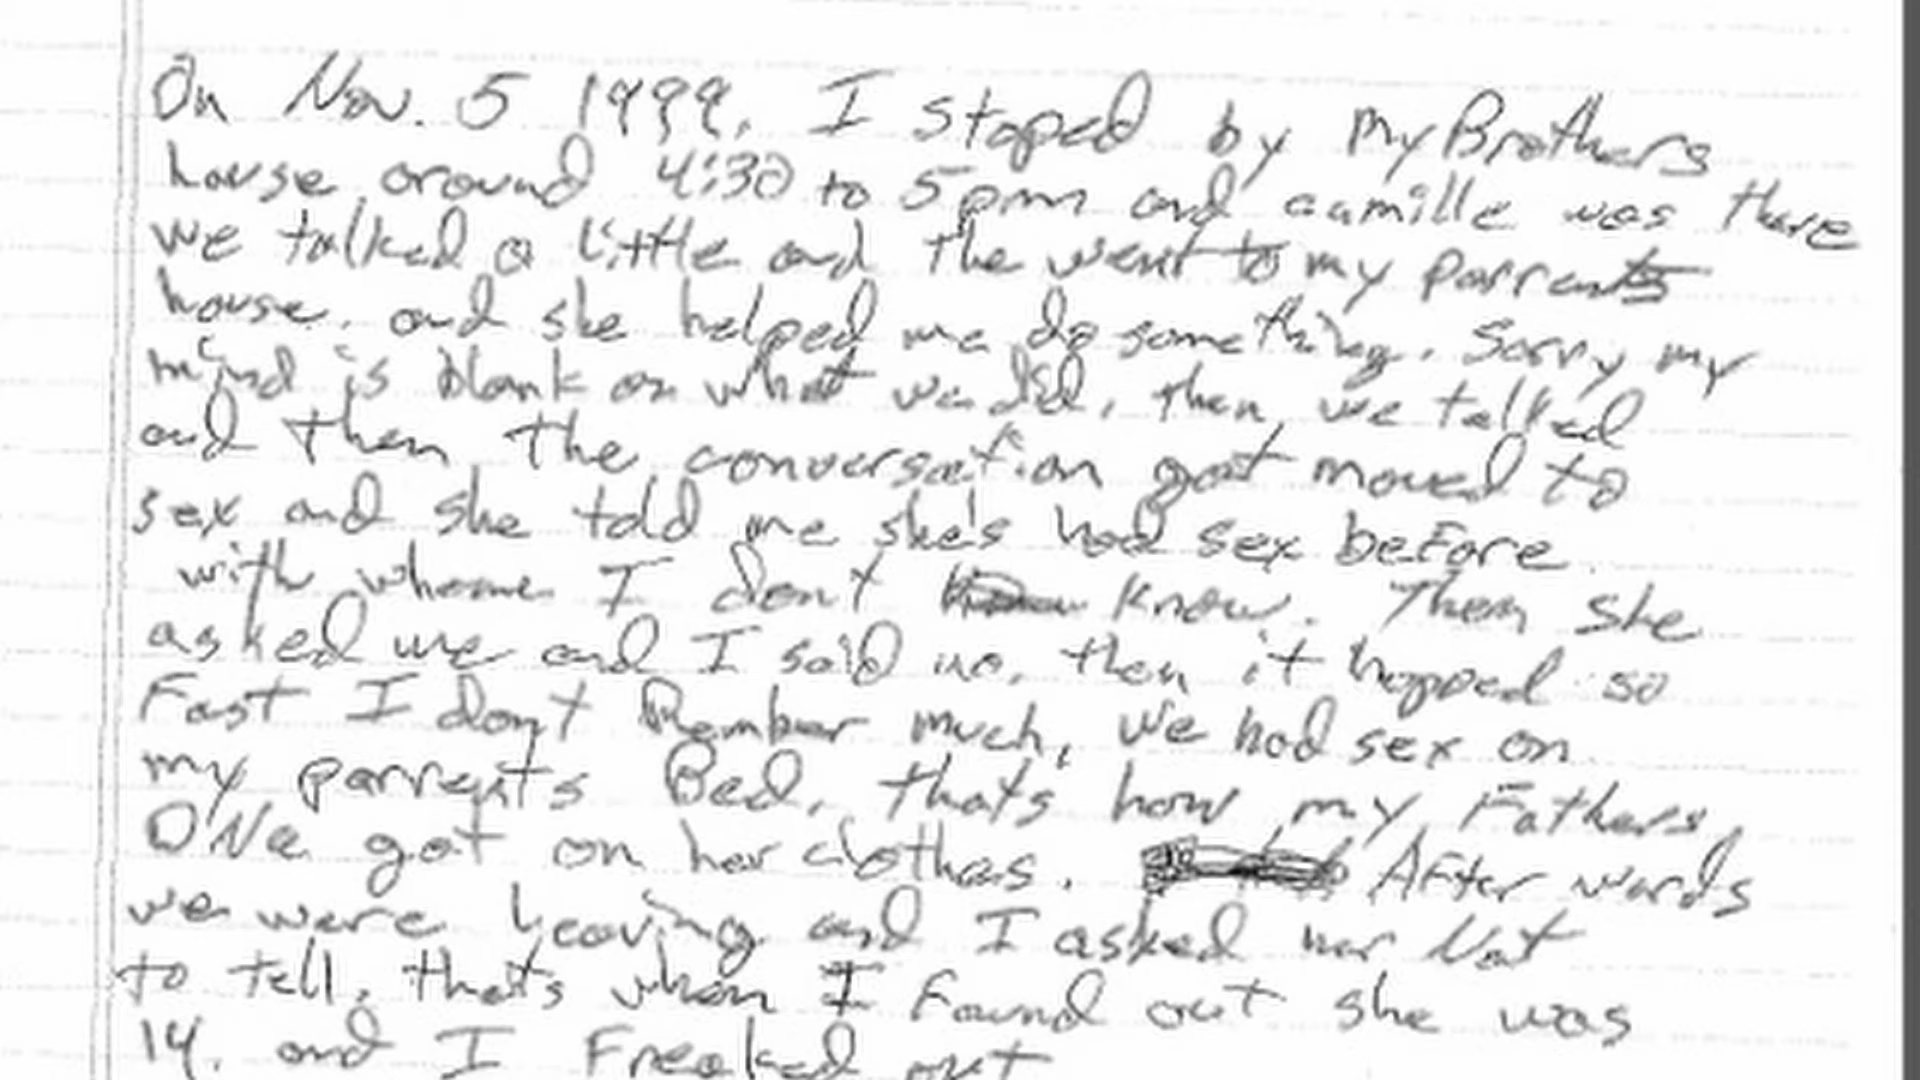 On Nov. 5 1999, I stoped by my Brothers
house around 4:30 to 5pm and camille was there
we talked a little and the went to my parrents
house. and she helped me do something. Sorry my
mind is blank on what we did, then we talked
and then the conversation got moved to
sex and she told me she's had sex before
with whome I don't know. Then she
asked me and I said no, then it happed so
Fast I don't Rember much, we had sex on
my parrents Bed, that's how my Fathers
DNA got on her clothes. After words
we were leaving and I asked her Not
to tell, that's when I Found out she was
14, and I Freaked out